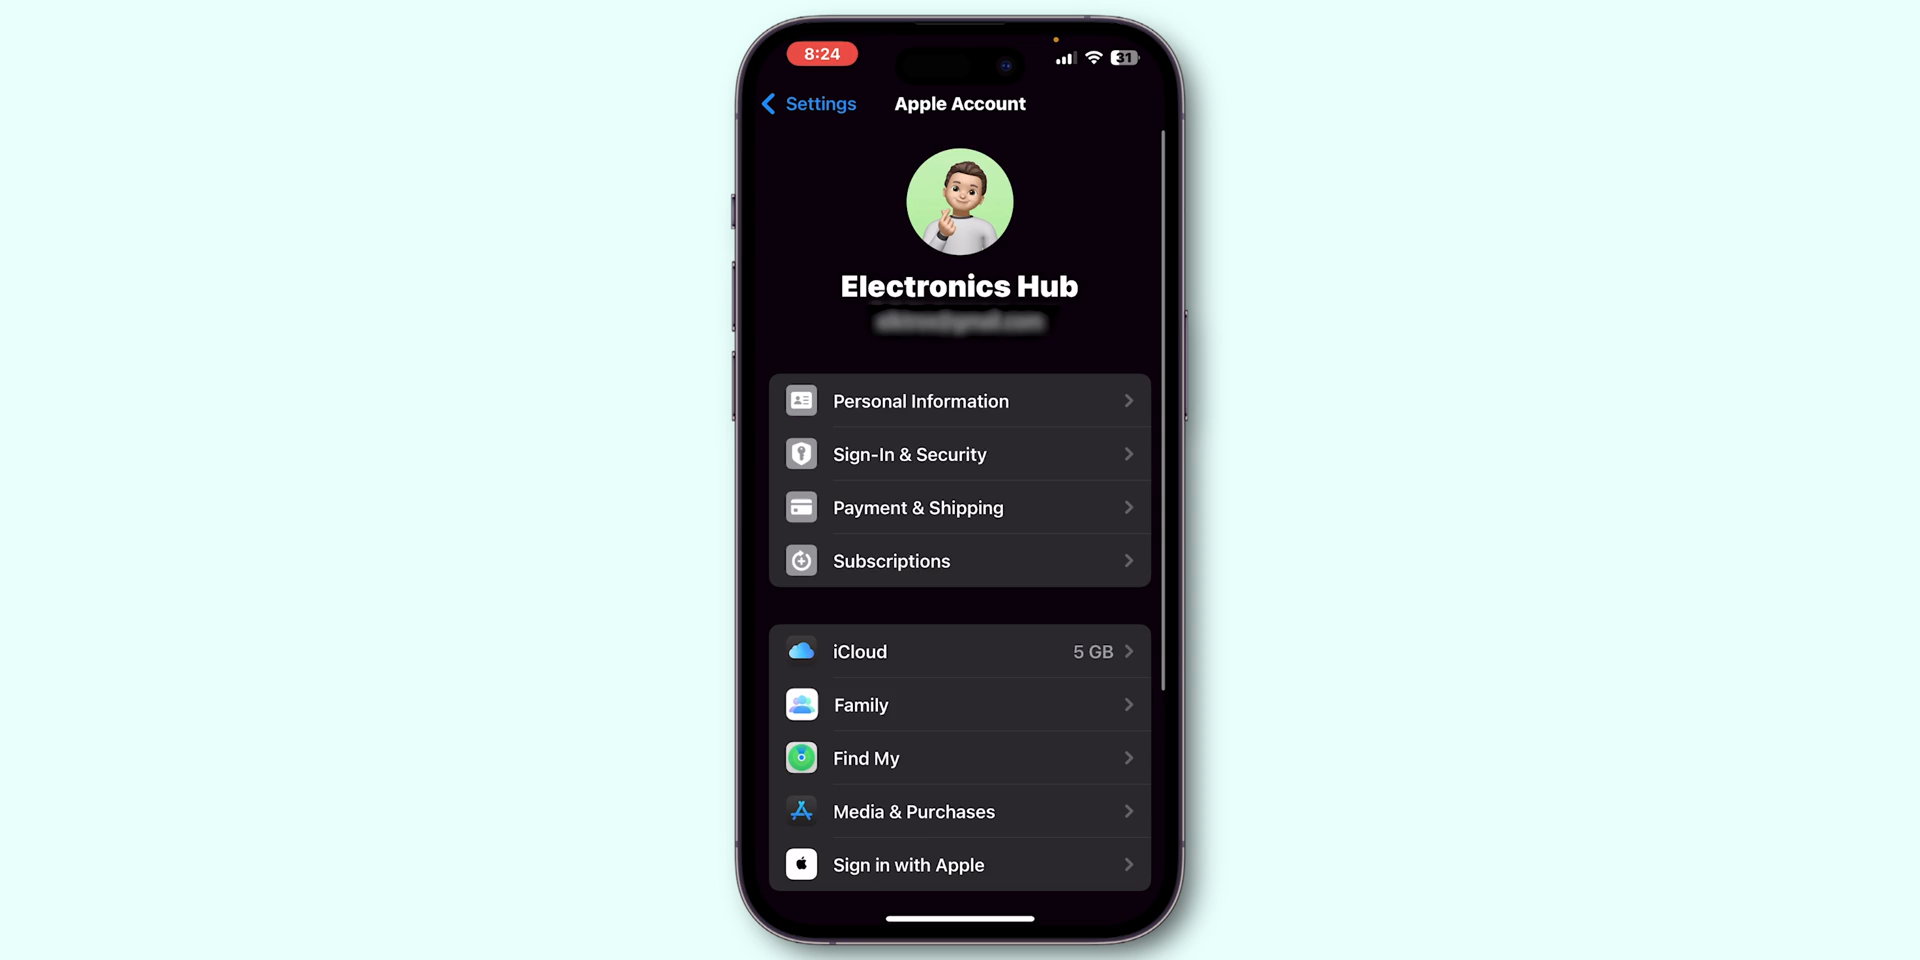 8:24
31
Settings
Apple Account
Electronics Hub
Personal Information
Sign-In & Security
Payment & Shipping
Subscriptions
iCloud 5 GB
Family
Find My
Media & Purchases
Sign in with Apple